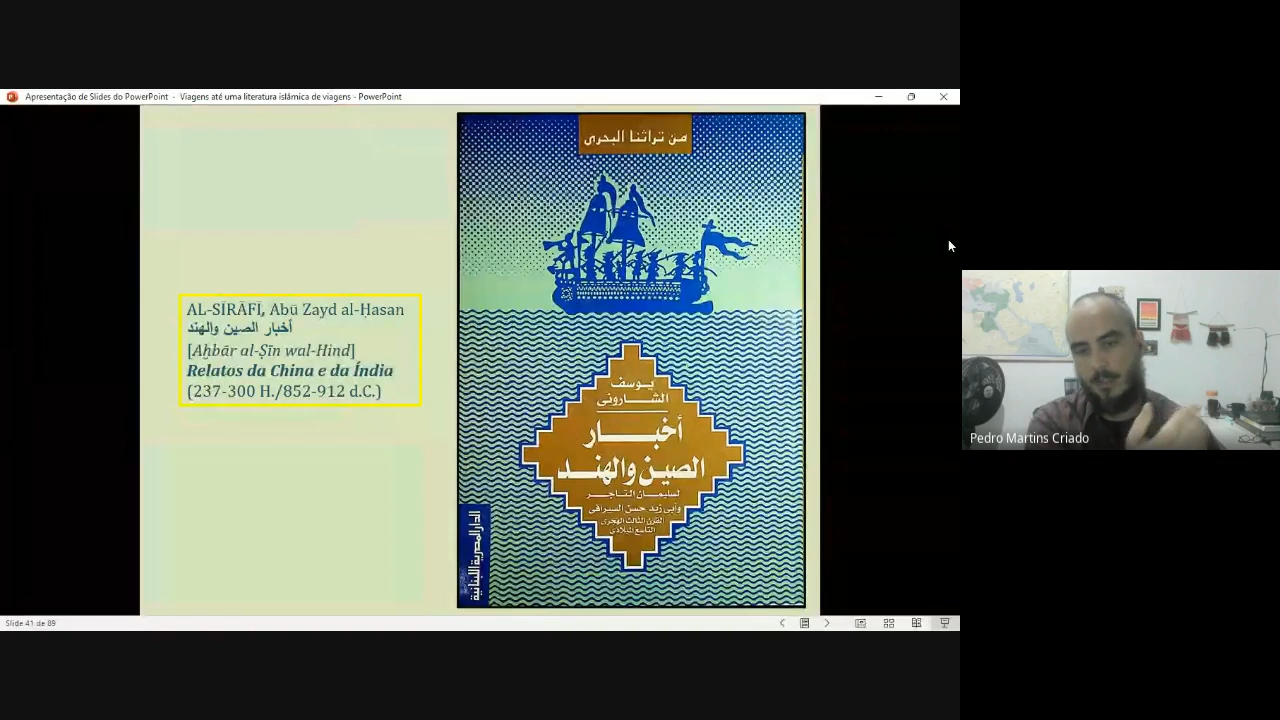 Apresentação de Slides do PowerPoint - Viagens até uma literatura islâmica de viagens - PowerPoint
AL-SĪRĀFĪ, Abū Zayd al-Ḥasan
أخبار الصين والهند
[Aḫbār al-Ṣīn wal-Hind]
Relatos da China e da Índia
(237-300 H./852-912 d.C.)
من تراثنا البحرى
يوسف
الشارونى
أخبار
الصين والهند
لسليمان التاجر
وأبى زيد حسن السيرافى
القرن الثالث الهجرى
التاسع الميلادى
الدار المصرية اللبنانية
Pedro Martins Criado
Slide 41 de 89